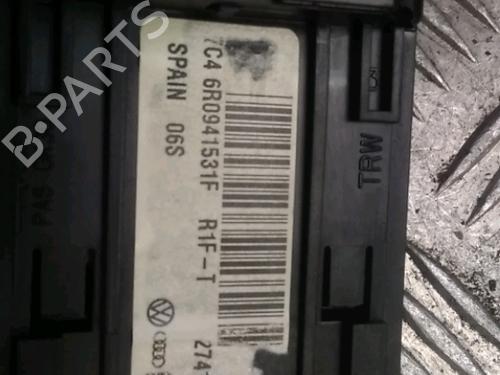 7C4 6R0941531F R1F-T 274-
SPAIN 06S
TRW
B-PARTS